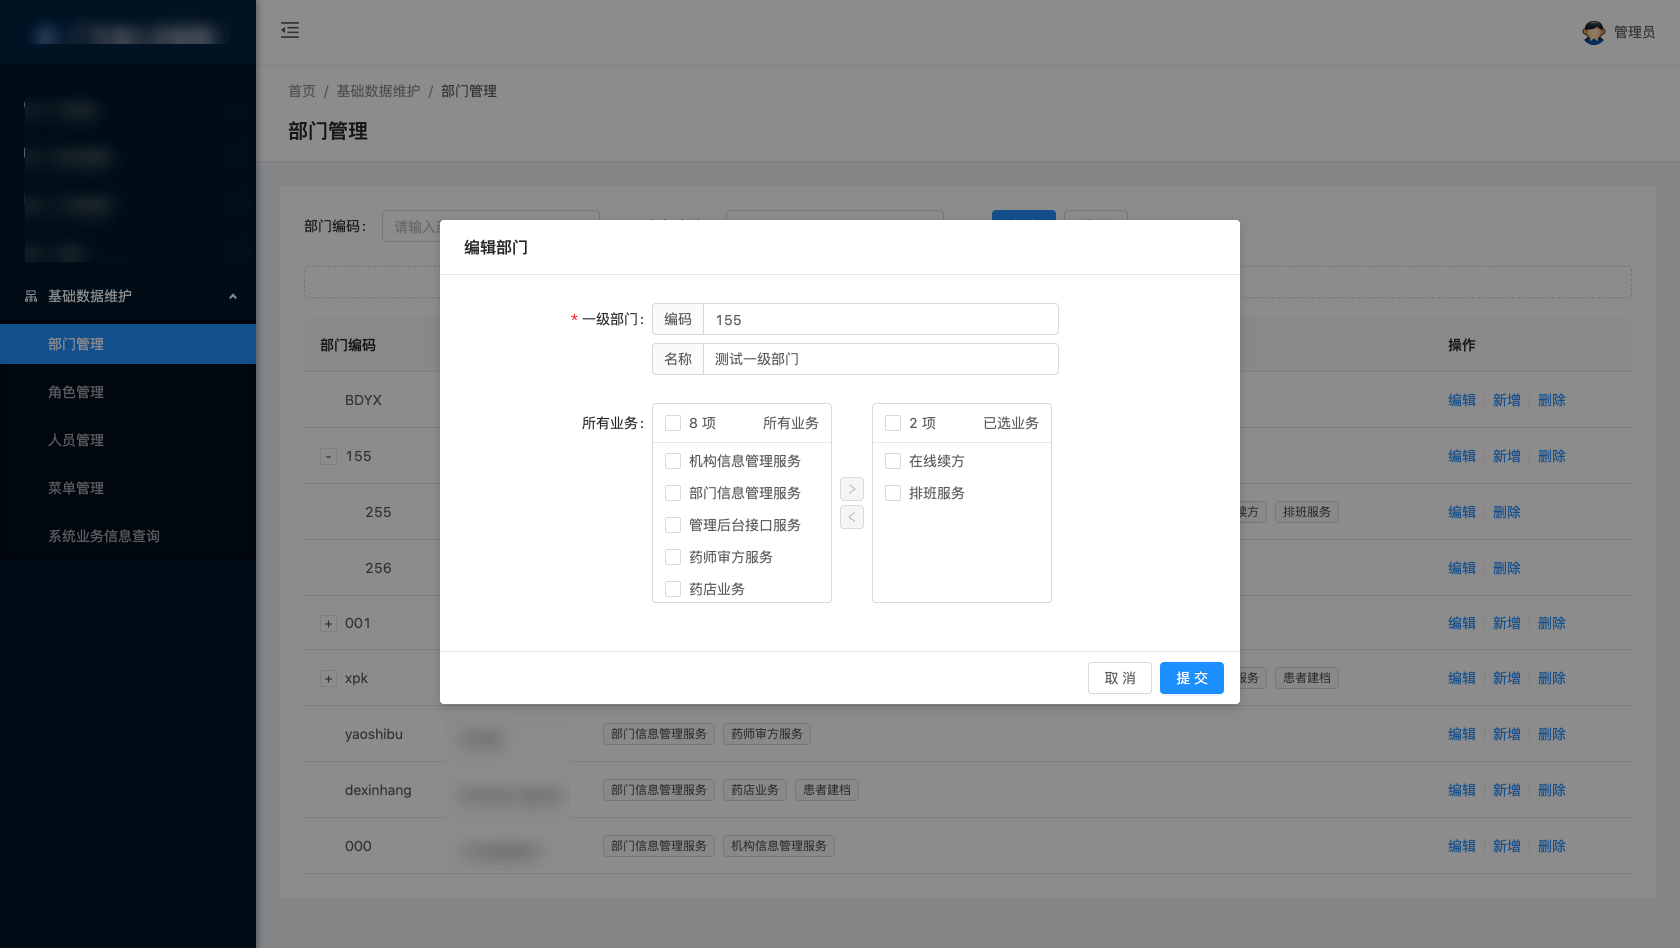 管理员
首页 / 基础数据维护 / 部门管理
部门管理
基础数据维护
部门管理
角色管理
人员管理
菜单管理
系统业务信息查询
部门编码：
请输入
部门编码
操作
BDYX
编辑 新增 删除
- 155
编辑 新增 删除
255
续方 排班服务
编辑 删除
256
编辑 删除
+ 001
编辑 新增 删除
+ xpk
服务 患者建档
编辑 新增 删除
yaoshibu
部门信息管理服务 药师审方服务
编辑 新增 删除
dexinhang
部门信息管理服务 药店业务 患者建档
编辑 新增 删除
000
部门信息管理服务 机构信息管理服务
编辑 新增 删除
编辑部门
* 一级部门： 编码 155
名称 测试一级部门
所有业务：
8 项 所有业务
机构信息管理服务
部门信息管理服务
管理后台接口服务
药师审方服务
药店业务
>
<
2 项 已选业务
在线续方
排班服务
取 消 提 交